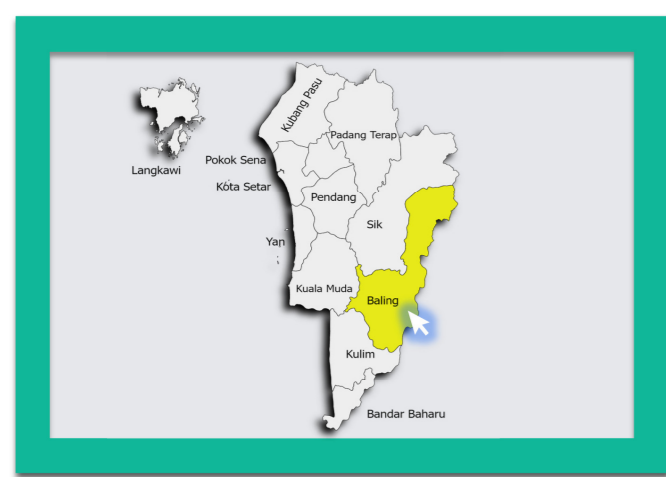 Kubang Pasu
Padang Terap
Langkawi
Pokok Sena
Kota Setar
Pendang
Sik
Yan
Kuala Muda
Baling
Kulim
Bandar Baharu